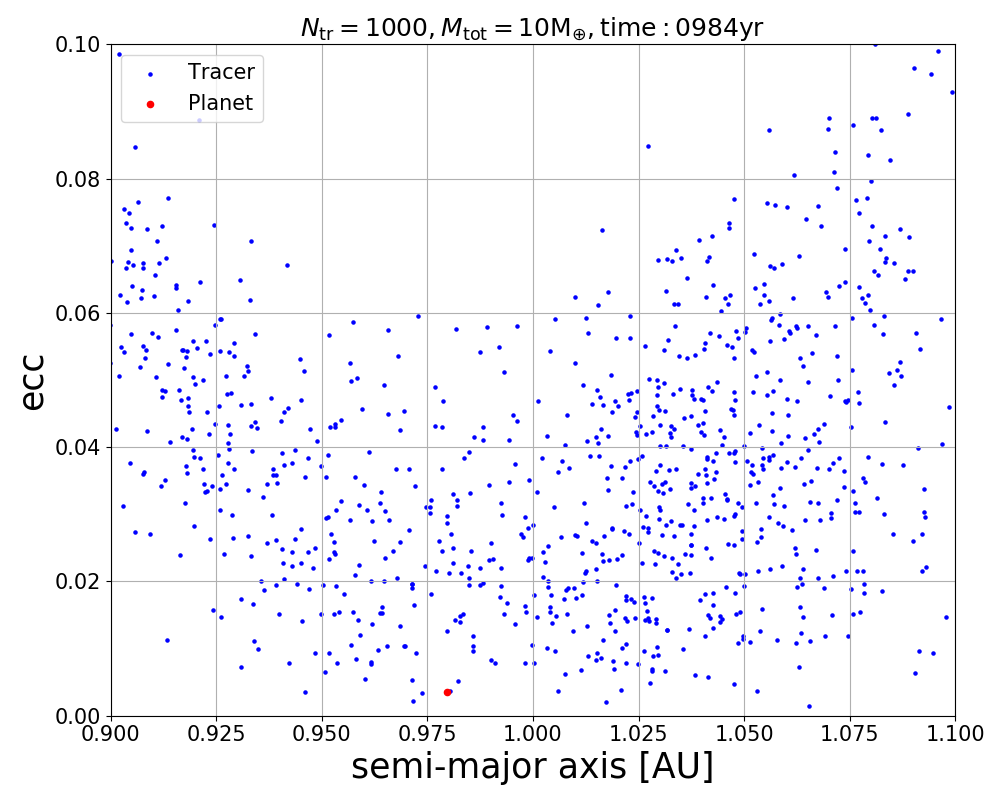 N_tr = 1000, M_tot = 10M_⊕, time : 0984yr
Tracer
Planet
ecc
0.10
0.08
0.06
0.04
0.02
0.00
0.900 0.925 0.950 0.975 1.000 1.025 1.050 1.075 1.100
semi-major axis [AU]